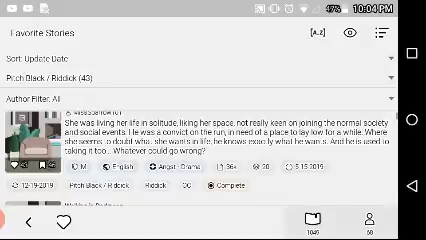 47% 10:04 PM
Favorite Stories
[A..Z]
Sort: Update Date
Pitch Black / Riddick (43)
Author Filter: All
She was living her life in solitude, liking her space, not really keen on joining the normal society
and social events. He was a convict on the run, in need of a place to lay low for a while. Where
she seems to doubt what she wants in life, he knows exactly what he wants. And he is used to
taking it too... Whatever could go wrong?
M English Angst · Drama 36k 20 5-15-2019
12-19-2019 Pitch Black / Riddick Riddick OC Complete
1049 68